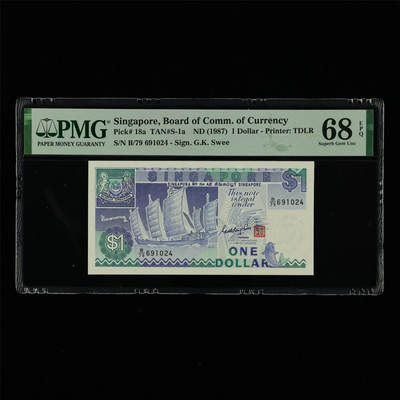 PMG
PAPER MONEY GUARANTY
Singapore, Board of Comm. of Currency
Pick# 18a TAN#S-1a ND (1987) 1 Dollar - Printer: TDLR
S/N B/79 691024 - Sign. G.K. Swee
68 EPQ
Superb Gem Unc
SINGAPORE
$1
This note
is legal
tender
B/79 691024
$1
B/79 691024
ONE
DOLLAR